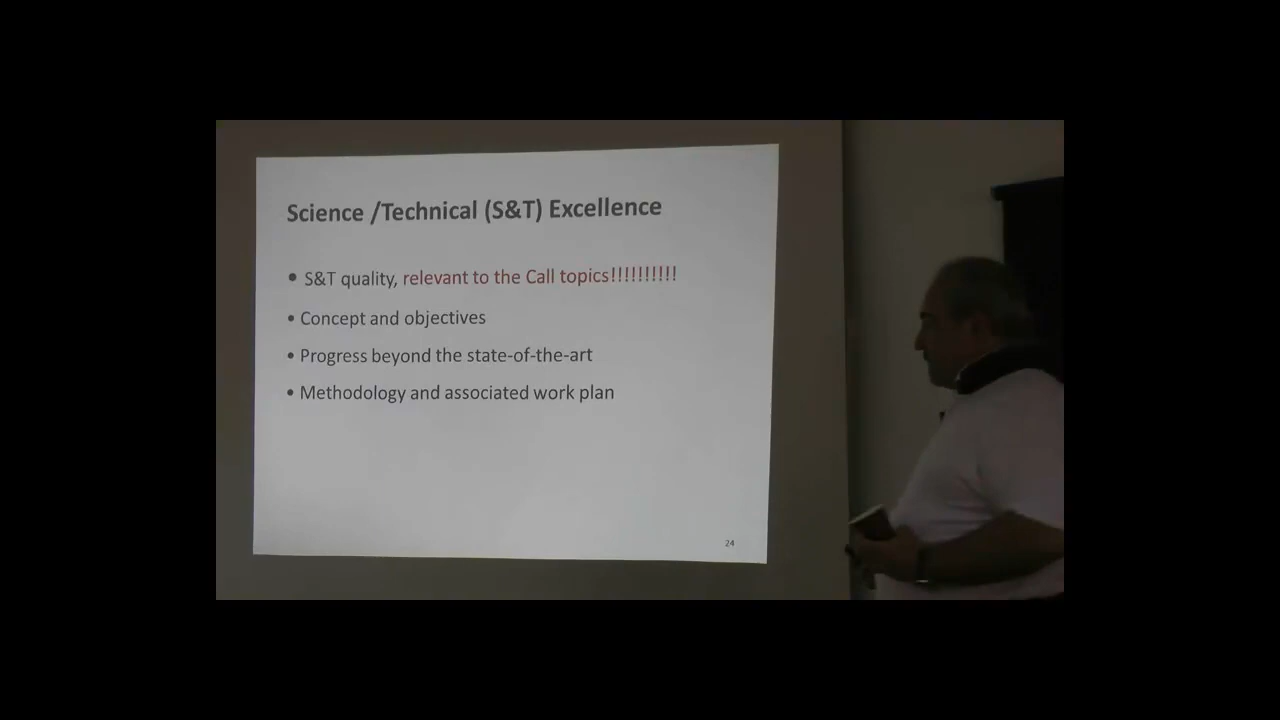 Science /Technical (S&T) Excellence
• S&T quality, relevant to the Call topics!!!!!!!!!!
• Concept and objectives
• Progress beyond the state-of-the-art
• Methodology and associated work plan
24